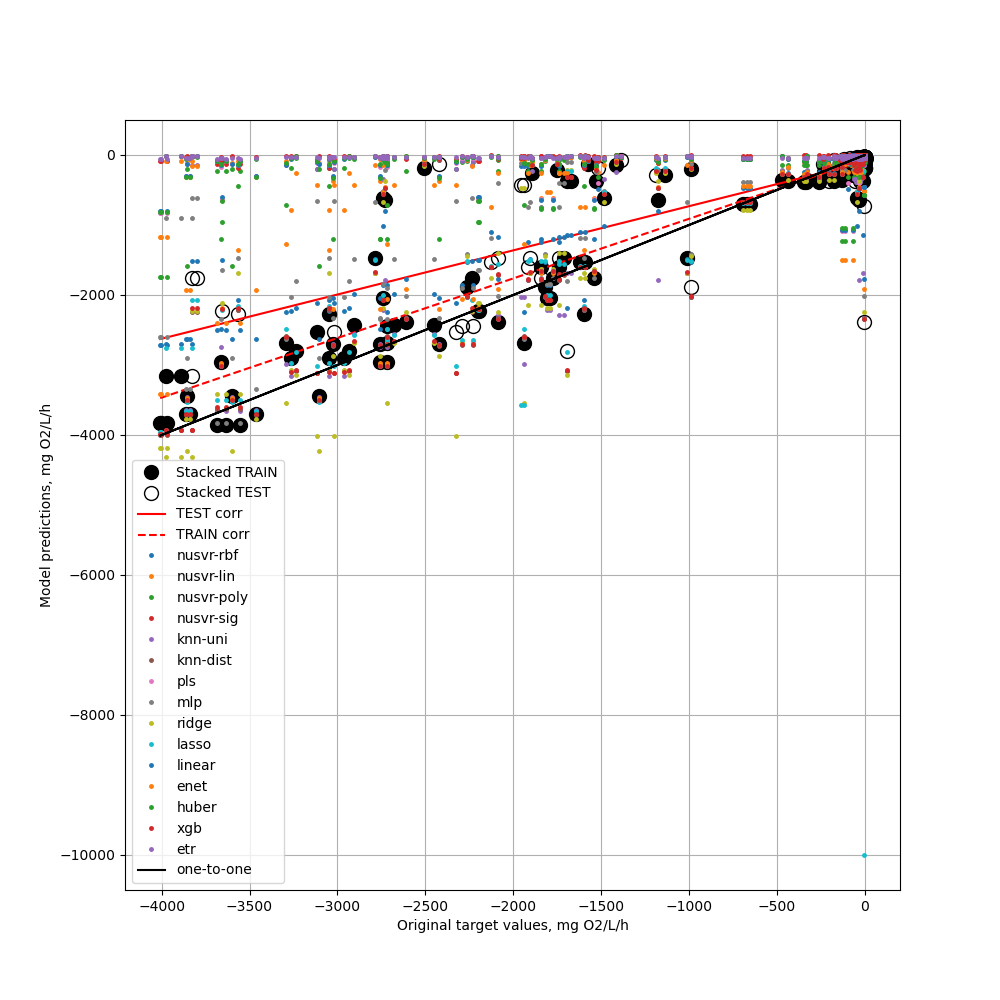 0
−2000
−4000
−6000
−8000
−10000
Model predictions, mg O2/L/h
Stacked TRAIN
Stacked TEST
TEST corr
TRAIN corr
nusvr-rbf
nusvr-lin
nusvr-poly
nusvr-sig
knn-uni
knn-dist
pls
mlp
ridge
lasso
linear
enet
huber
xgb
etr
one-to-one
−4000 −3500 −3000 −2500 −2000 −1500 −1000 −500 0
Original target values, mg O2/L/h